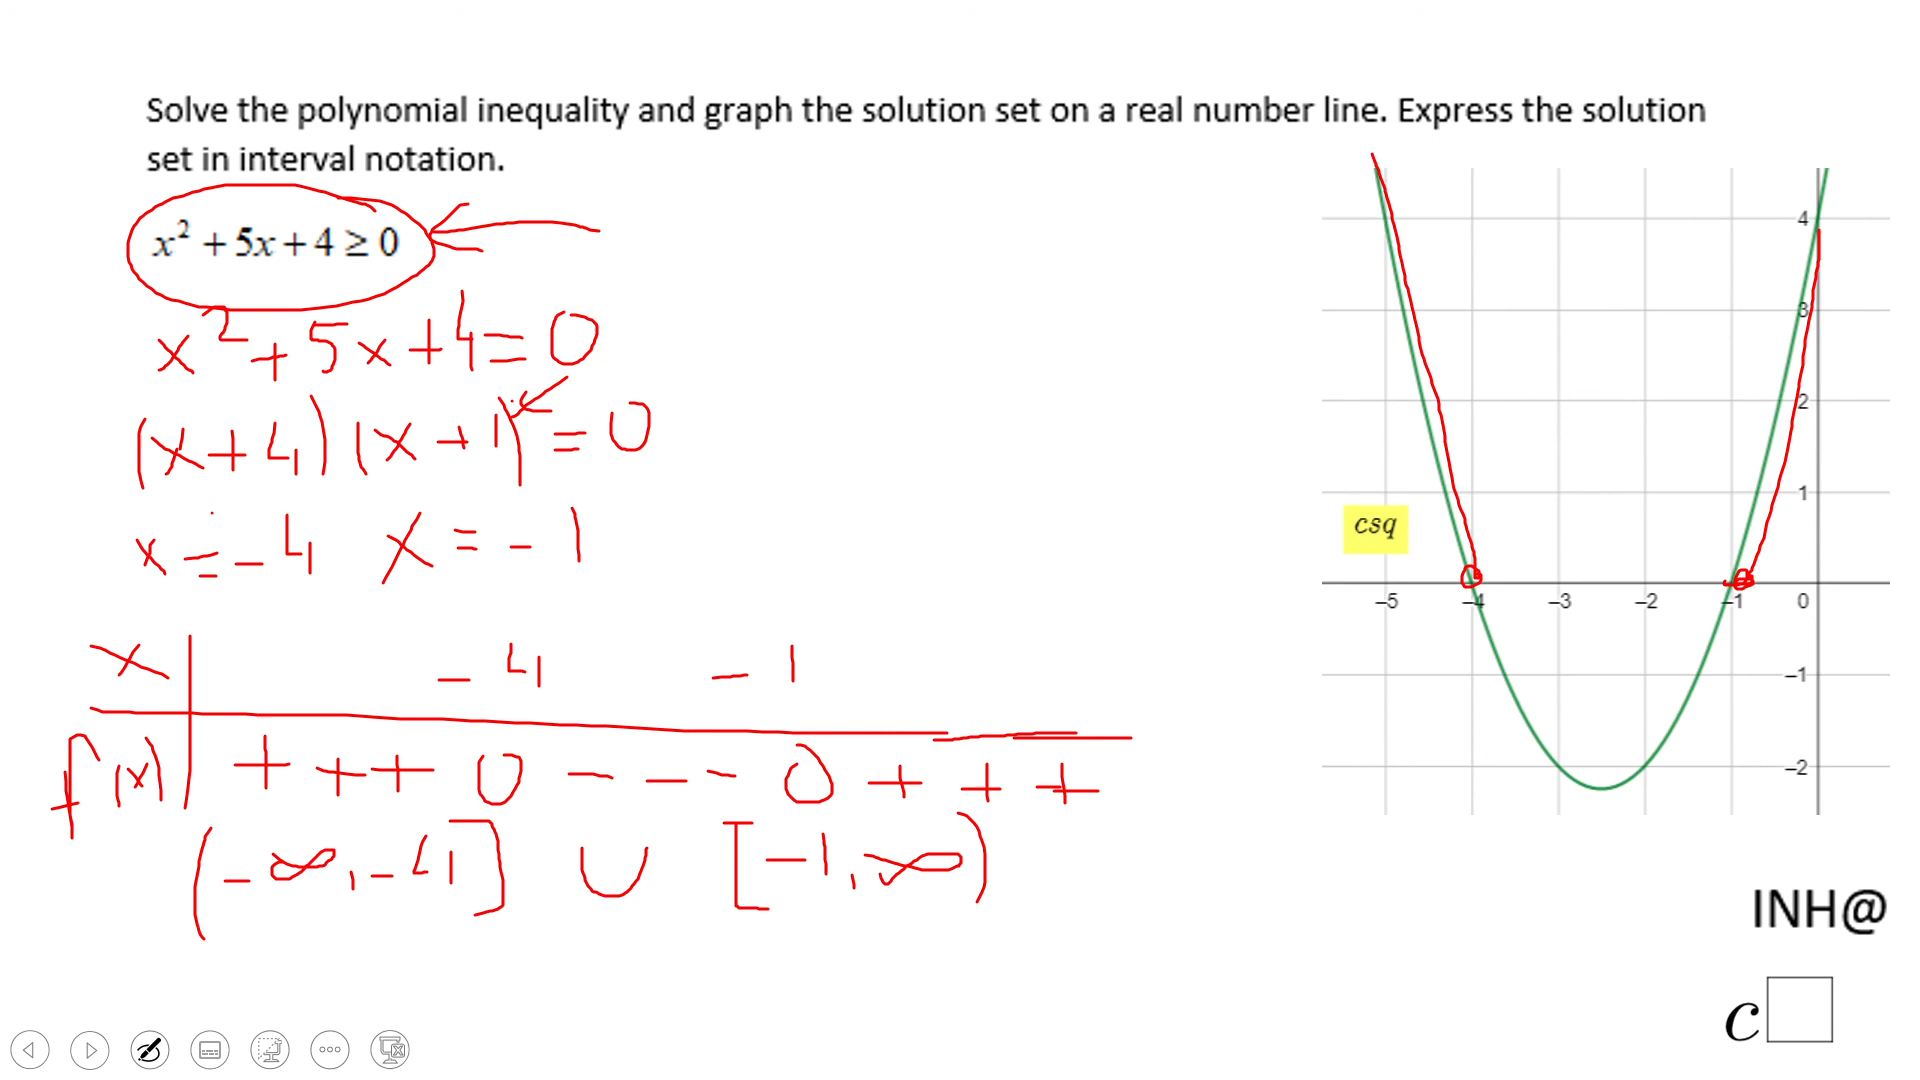 Solve the polynomial inequality and graph the solution set on a real number line. Express the solution
set in interval notation.
x² + 5x + 4 ≥ 0
x² + 5x + 4 = 0
(x + 4) (x + 1) = 0
x = -4 x = -1
x -4 -1
f(x) + + + 0 - - - 0 + + +
(-∞, -4] ∪ [-1, ∞)
4
3
2
1
csq
–5 –4 –3 –2 –1 0
–1
–2
INH@
c